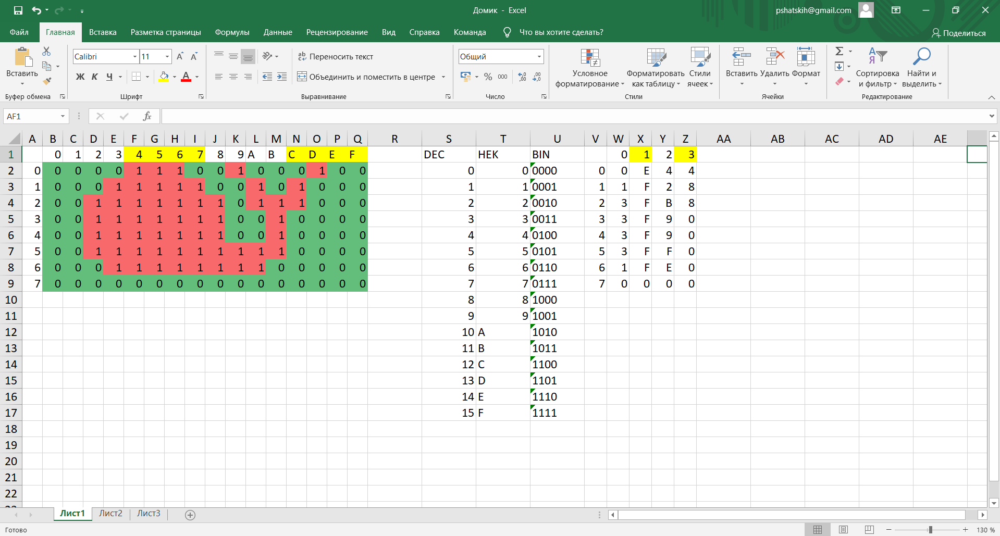 Домик - Excel
pshatskih@gmail.com
Файл Главная Вставка Разметка страницы Формулы Данные Рецензирование Вид Справка Команда Что вы хотите сделать? Поделиться
Вставить
Буфер обмена
Calibri 11
Ж К Ч А
Шрифт
Переносить текст
Объединить и поместить в центре
Выравнивание
Общий
% 000
Число
Условное форматирование
Форматировать как таблицу
Стили ячеек
Стили
Вставить Удалить Формат
Ячейки
Сортировка и фильтр
Найти и выделить
Редактирование
AF1 fx
A B C D E F G H I J K L M N O P Q R S T U V W X Y Z AA AB AC AD AE
1 0 1 2 3 4 5 6 7 8 9 A B C D E F DEC HEK BIN 0 1 2 3
2 0 0 0 0 0 1 1 1 0 0 1 0 0 0 1 0 0 0 0 0000 0 0 E 4 4
3 1 0 0 0 1 1 1 1 1 0 0 1 0 1 0 0 0 1 1 0001 1 1 F 2 8
4 2 0 0 1 1 1 1 1 1 1 0 1 1 1 0 0 0 2 2 0010 2 3 F B 8
5 3 0 0 1 1 1 1 1 1 1 0 0 1 0 0 0 0 3 3 0011 3 3 F 9 0
6 4 0 0 1 1 1 1 1 1 1 0 0 1 0 0 0 0 4 4 0100 4 3 F 9 0
7 5 0 0 1 1 1 1 1 1 1 1 1 1 0 0 0 0 5 5 0101 5 3 F F 0
8 6 0 0 0 1 1 1 1 1 1 1 1 0 0 0 0 0 6 6 0110 6 1 F E 0
9 7 0 0 0 0 0 0 0 0 0 0 0 0 0 0 0 0 7 7 0111 7 0 0 0 0
10 8 8 1000
11 9 9 1001
12 10 A 1010
13 11 B 1011
14 12 C 1100
15 13 D 1101
16 14 E 1110
17 15 F 1111
18
19
20
21
22
Лист1 Лист2 Лист3
Готово 130 %